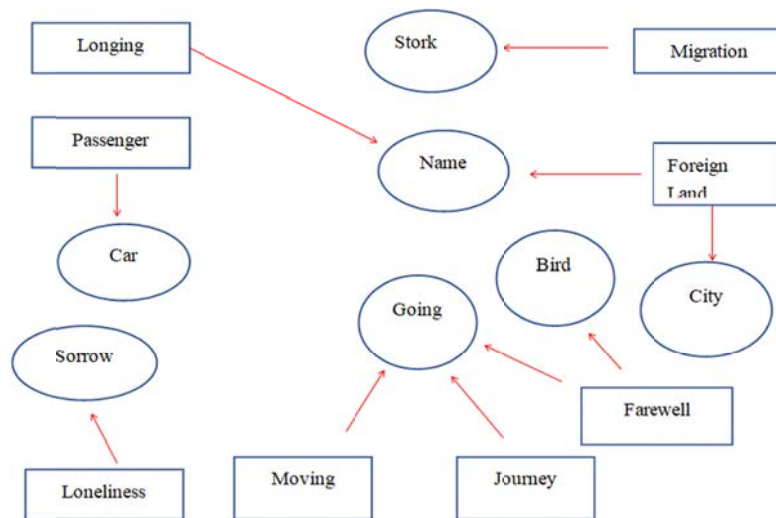 Longing
Stork
Migration
Passenger
Name
Foreign
Land
Car
Bird
City
Going
Sorrow
Farewell
Loneliness
Moving
Journey